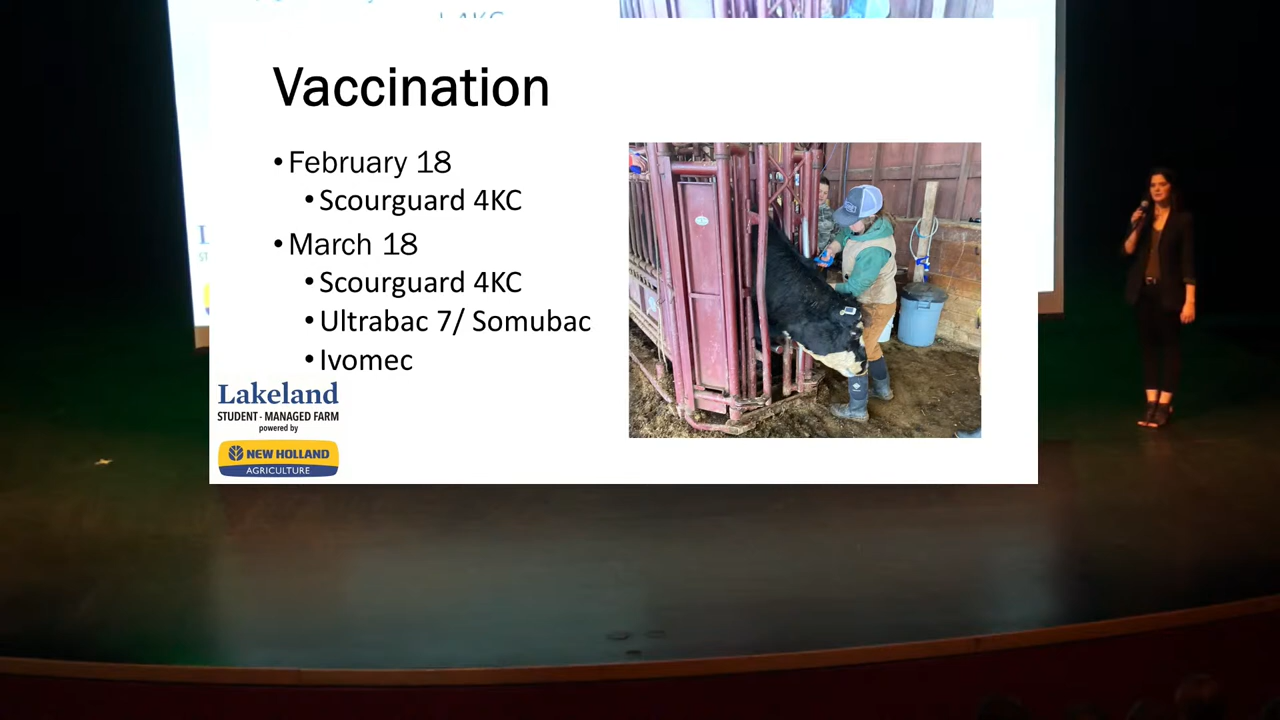 Vaccination
• February 18
• Scourguard 4KC
• March 18
• Scourguard 4KC
• Ultrabac 7/ Somubac
• Ivomec
Lakeland
STUDENT - MANAGED FARM
powered by
NEW HOLLAND
AGRICULTURE